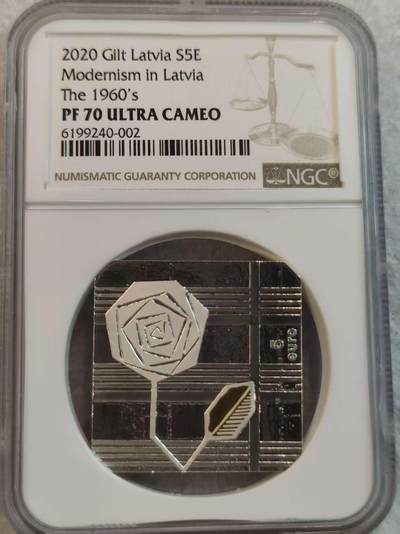 2020 Gilt Latvia S5E
Modernism in Latvia
The 1960's
PF 70 ULTRA CAMEO
6199240-002
NUMISMATIC GUARANTY CORPORATION
NGC®
5
euro